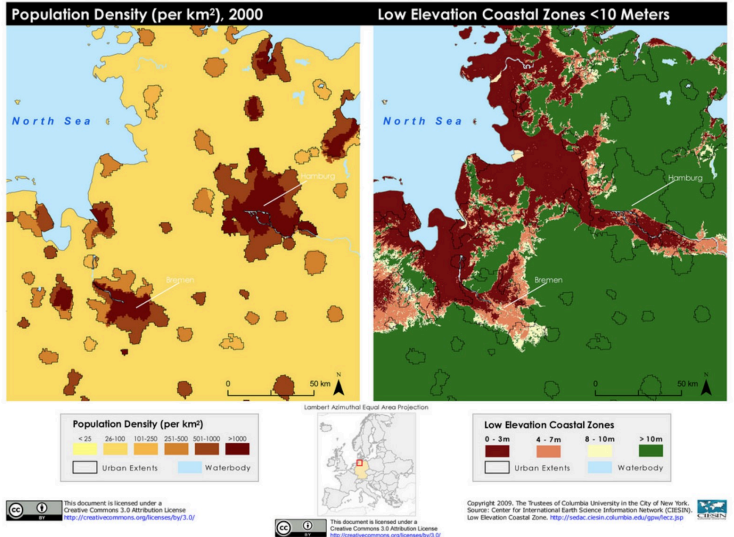 Population Density (per km²), 2000
Low Elevation Coastal Zones <10 Meters
North Sea
Hamburg
Bremen
0 50 km
N
North Sea
Hamburg
Bremen
0 50 km
N
Lambert Azimuthal Equal Area Projection
Population Density (per km²)
< 25 26-100 101-250 251-500 501-1000 >1000
Urban Extents Waterbody
Low Elevation Coastal Zones
0 - 3m 4 - 7m 8 - 10m > 10m
Urban Extents Waterbody
cc BY
This document is licensed under a
Creative Commons 3.0 Attribution License
http://creativecommons.org/licenses/by/3.0/
cc BY
This document is licensed under a
Creative Commons 3.0 Attribution License
http://creativecommons.org/licenses/by/3.0/
Copyright 2009. The Trustees of Columbia University in the City of New York.
Source: Center for International Earth Science Information Network (CIESIN).
Low Elevation Coastal Zone. http://sedac.ciesin.columbia.edu/gpw/lecz.jsp
CIESIN